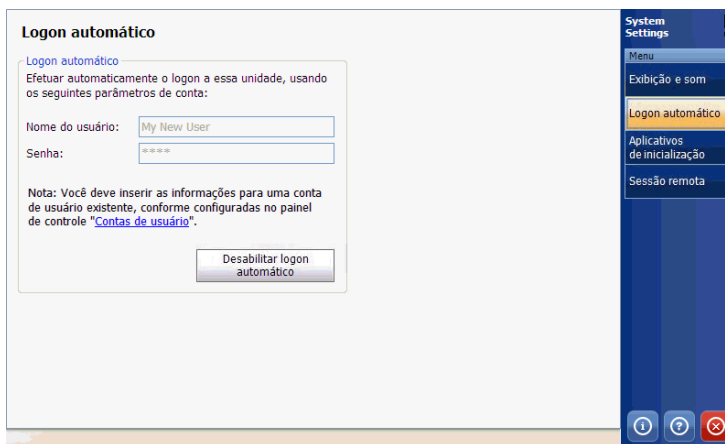 Logon automático
Logon automático
Efetuar automaticamente o logon a essa unidade, usando
os seguintes parâmetros de conta:
Nome do usuário: My New User
Senha: ****
Nota: Você deve inserir as informações para uma conta
de usuário existente, conforme configuradas no painel
de controle "Contas de usuário".
Desabilitar logon
automático
System
Settings
Menu
Exibição e som
Logon automático
Aplicativos
de inicialização
Sessão remota